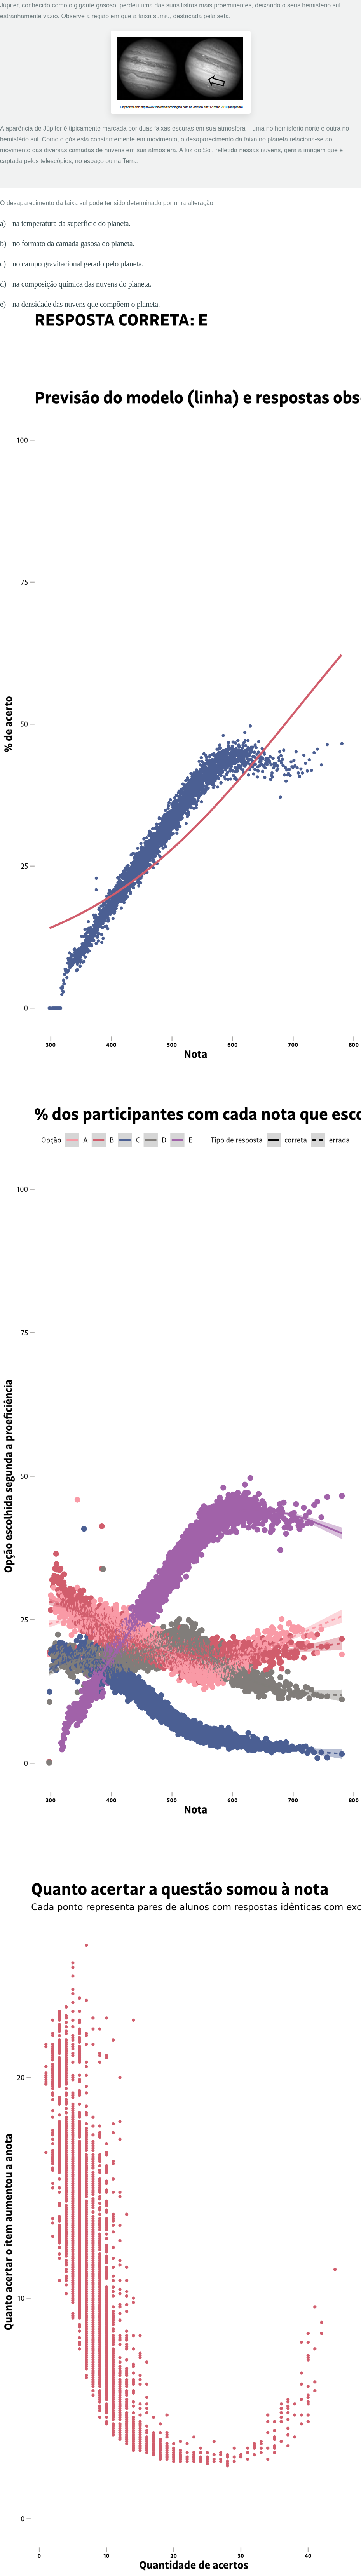 Júpiter, conhecido como o gigante gasoso, perdeu uma das suas listras mais proeminentes, deixando o seu hemisfério sul
estranhamente vazio. Observe a região em que a faixa sumiu, destacada pela seta.
A aparência de Júpiter é tipicamente marcada por duas faixas escuras em sua atmosfera – uma no hemisfério norte e outra no
hemisfério sul. Como o gás está constantemente em movimento, o desaparecimento da faixa no planeta relaciona-se ao
movimento das diversas camadas de nuvens em sua atmosfera. A luz do Sol, refletida nessas nuvens, gera a imagem que é
captada pelos telescópios, no espaço ou na Terra.
O desaparecimento da faixa sul pode ter sido determinado por uma alteração
a) na temperatura da superfície do planeta.
b) no formato da camada gasosa do planeta.
c) no campo gravitacional gerado pelo planeta.
d) na composição química das nuvens do planeta.
e) na densidade das nuvens que compõem o planeta.
RESPOSTA CORRETA: E
Previsão do modelo (linha) e respostas obs
100
75
50
25
0
% de acerto
300 400 500 600 700 800
Nota
% dos participantes com cada nota que esco
Opção A B C D E Tipo de resposta correta errada
100
75
50
25
0
Opção escolhida segunda a proeficiência
300 400 500 600 700 800
Nota
Quanto acertar a questão somou à nota
Cada ponto representa pares de alunos com respostas idênticas com exc
20
10
0
Quanto acertar o item aumentou a anota
0 10 20 30 40
Quantidade de acertos